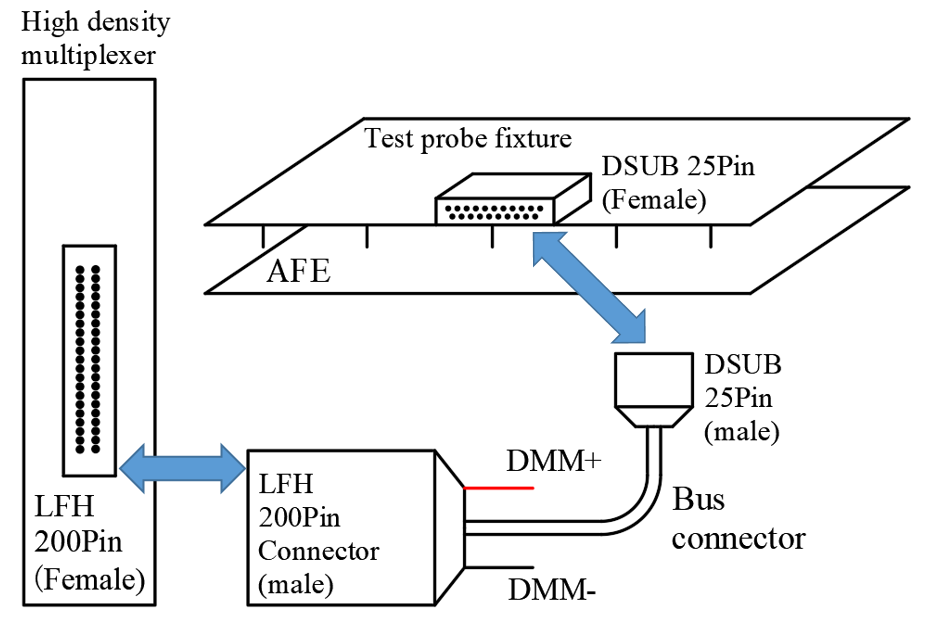 High density
multiplexer
Test probe fixture
DSUB 25Pin
(Female)
AFE
DSUB
25Pin
(male)
DMM+
Bus
connector
LFH
200Pin
(Female)
LFH
200Pin
Connector
(male)
DMM-